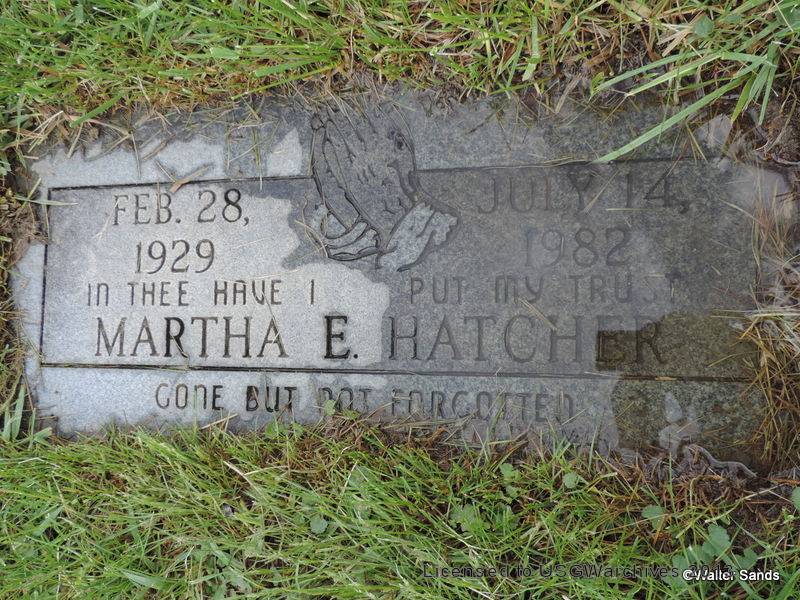 FEB. 28, JULY 14,
1929 1982
IN THEE HAVE I PUT MY TRUST
MARTHA E. HATCHER
GONE BUT NOT FORGOTTEN
Licensed to USGWarchives
©Walter Sands